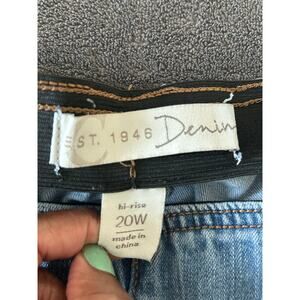 EST. 1946 Denim
hi-rise
20W
made in
china